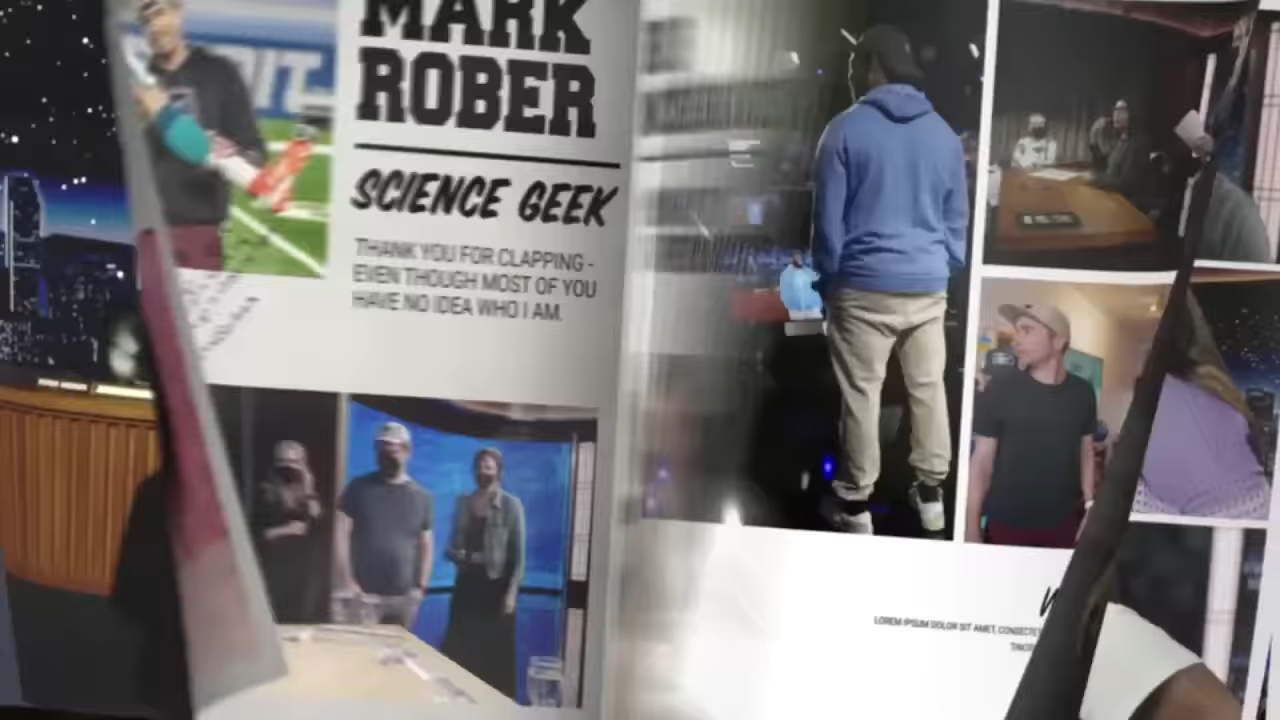 MARK
ROBER
SCIENCE GEEK
THANK YOU FOR CLAPPING -
EVEN THOUGH MOST OF YOU
HAVE NO IDEA WHO I AM.
LOREM IPSUM DOLOR SIT AMET,